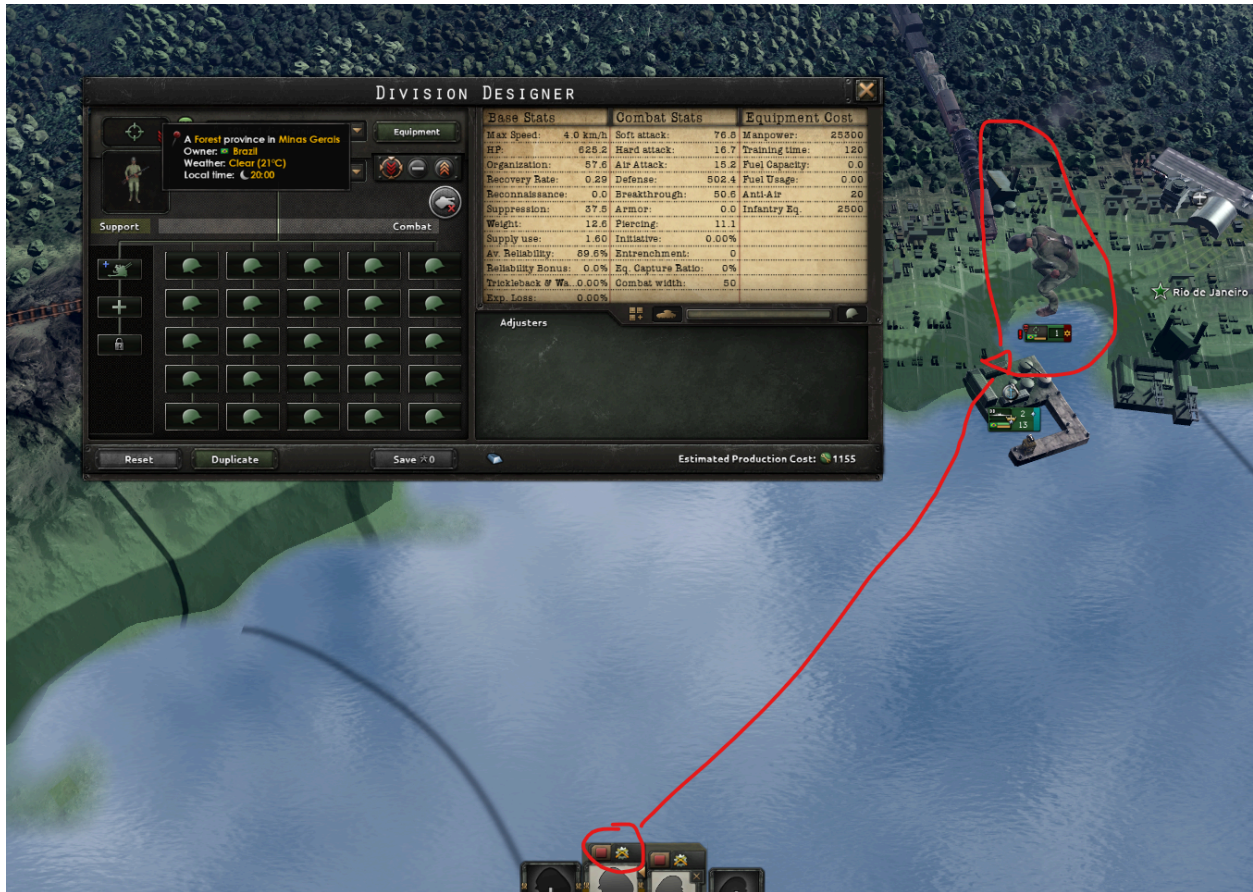 DIVISION DESIGNER
Equipment
A Forest province in Minas Gerais
Owner: Brazil
Weather: Clear (21°C)
Local time: 20:00
Support
Combat
Base Stats
Max Speed: 4.0 km/h
HP: 625.2
Organization: 57.6
Recovery Rate: 0.29
Reconnaissance: 0.0
Suppression: 37.5
Weight: 12.6
Supply use: 1.60
Av. Reliability: 89.6%
Reliability Bonus: 0.0%
Trickleback & Wa..0.00%
Exp. Loss: 0.00%
Combat Stats
Soft attack: 76.8
Hard attack: 16.7
Air Attack: 15.2
Defense: 502.4
Breakthrough: 50.6
Armor: 0.0
Piercing: 11.1
Initiative: 0.00%
Entrenchment: 0
Eq. Capture Ratio: 0%
Combat width: 50
Equipment Cost
Manpower: 25300
Training time: 120
Fuel Capacity: 0.0
Fuel Usage: 0.00
Anti-Air 20
Infantry Eq. 2500
Adjusters
Reset
Duplicate
Save 0
Estimated Production Cost: 1155
Rio de Janeiro
1
2
13